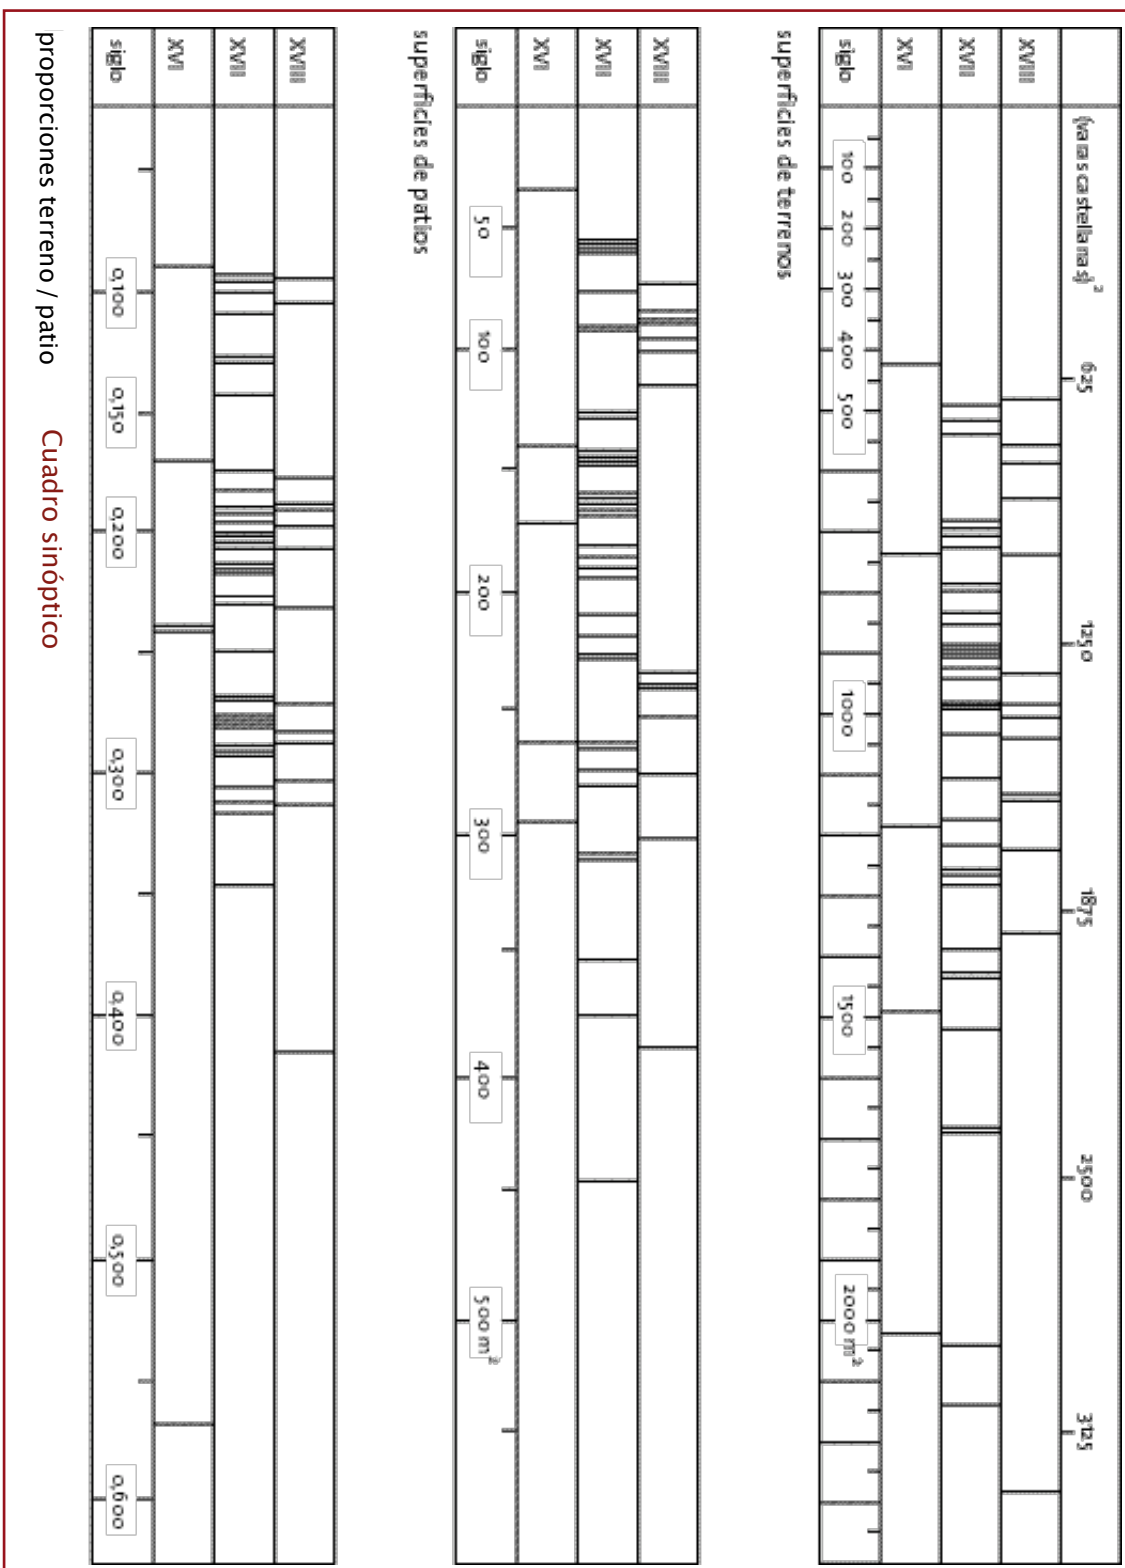 superficies de terrenos
(varas castellanas)² 625 1250 1875 2500 3125
XVIII
XVII
XVI
siglo 100 200 300 400 500 1000 1500 2000 m²
superficies de patios
XVIII
XVII
XVI
siglo 50 100 200 300 400 500 m²
proporciones terreno / patio
XVIII
XVII
XVI
siglo 0,100 0,150 0,200 0,300 0,400 0,500 0,600
Cuadro sinóptico